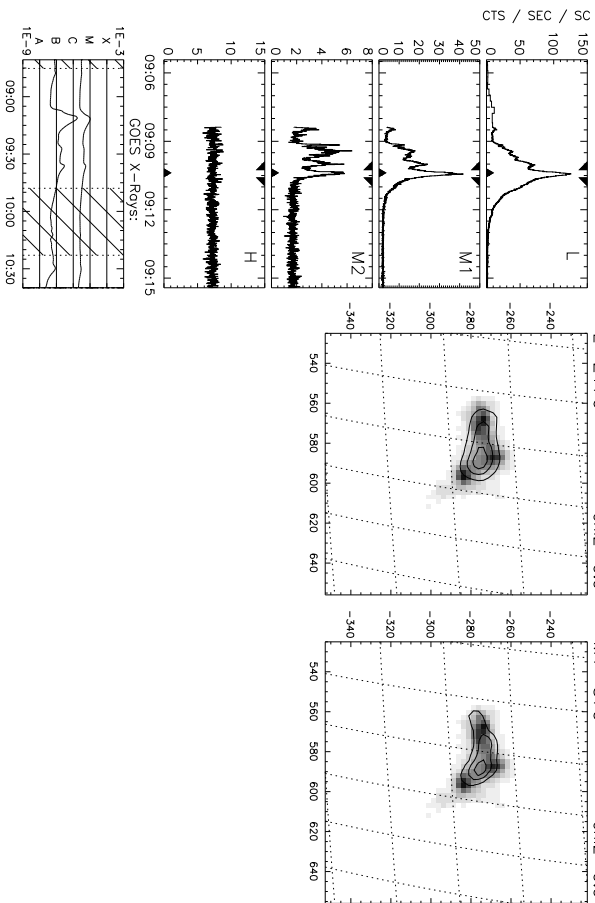 CTS / SEC / SC
0 50 100 150
L
0 10 20 30 40 50
M1
0 2 4 6 8
M2
0 5 10 15
H
09:06 09:09 09:12 09:15
GOES X-Rays:
1E-9 1E-3
A B C M X
09:00 09:30 10:00 10:30
-340 -320 -300 -280 -260 -240
540 560 580 600 620 640
-340 -320 -300 -280 -260 -240
540 560 580 600 620 640